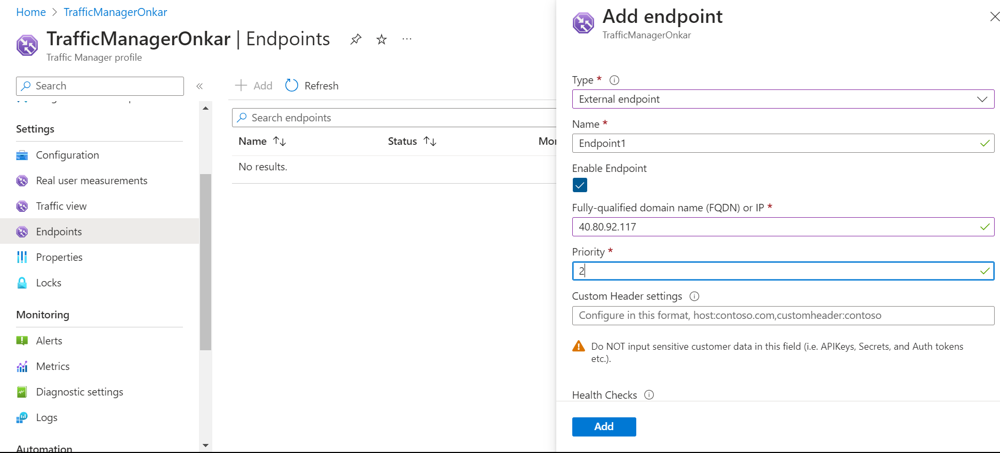 Home > TrafficManagerOnkar
TrafficManagerOnkar | Endpoints
Traffic Manager profile
Search
Settings
Configuration
Real user measurements
Traffic view
Endpoints
Properties
Locks
Monitoring
Alerts
Metrics
Diagnostic settings
Logs
Automation
Add Refresh
Search endpoints
Name Status Mor
No results.
Add endpoint
TrafficManagerOnkar
Type *
External endpoint
Name *
Endpoint1
Enable Endpoint
Fully-qualified domain name (FQDN) or IP *
40.80.92.117
Priority *
2
Custom Header settings
Configure in this format, host:contoso.com,customheader:contoso
Do NOT input sensitive customer data in this field (i.e. APIKeys, Secrets, and Auth tokens
etc.).
Health Checks
Add